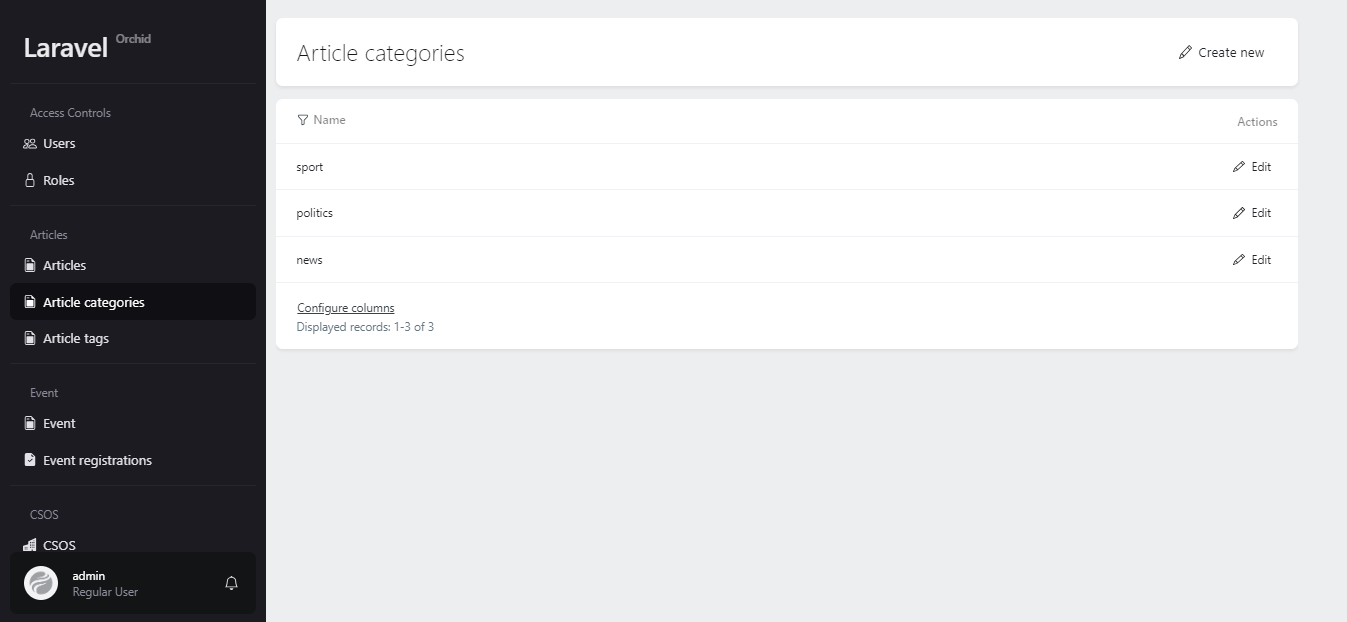 Laravel Orchid
Access Controls
Users
Roles
Articles
Articles
Article categories
Article tags
Event
Event
Event registrations
CSOS
CSOS
admin
Regular User
Article categories
Create new
Name Actions
sport Edit
politics Edit
news Edit
Configure columns
Displayed records: 1-3 of 3